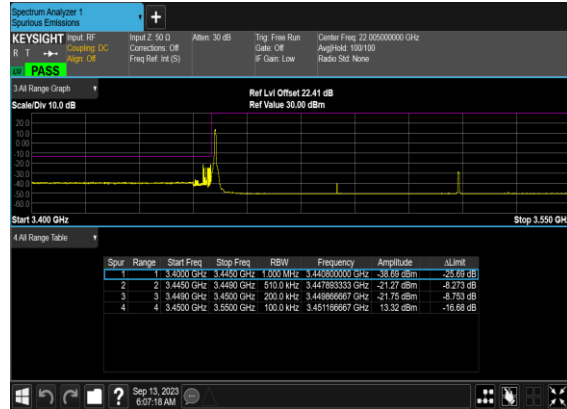 Spectrum Analyzer 1
Spurious Emissions
+
KEYSIGHT Input: RF Input Z: 50 Ω Atten: 30 dB Trig: Free Run Center Freq: 22.005000000 GHz
R T Coupling: DC Corrections: Off Gate: Off Avg|Hold: 100/100
Align: Off Freq Ref: Int (S) IF Gain: Low Radio Std: None
PASS
3 All Range Graph
Ref Lvl Offset 22.41 dB
Scale/Div 10.0 dB Ref Value 30.00 dBm
20.0
10.0
0.00
-10.0
-20.0
-30.0
-40.0
-50.0
-60.0
Start 3.400 GHz Stop 3.550 GH
4 All Range Table
Spur Range Start Freq Stop Freq RBW Frequency Amplitude ΔLimit
1 1 3.4000 GHz 3.4450 GHz 1.000 MHz 3.440800000 GHz -38.69 dBm -25.69 dB
2 2 3.4450 GHz 3.4490 GHz 510.0 kHz 3.447893333 GHz -21.27 dBm -8.273 dB
3 3 3.4490 GHz 3.4500 GHz 200.0 kHz 3.449866667 GHz -21.75 dBm -8.753 dB
4 4 3.4500 GHz 3.5500 GHz 100.0 kHz 3.451166667 GHz 13.32 dBm -16.68 dB
? Sep 13, 2023
6:07:18 AM